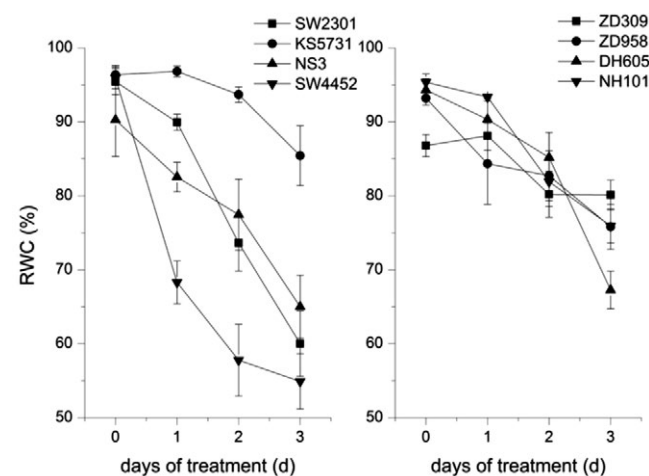 SW2301
KS5731
NS3
SW4452
100
90
80
70
60
50
RWC (%)
0 1 2 3
days of treatment (d)
ZD309
ZD958
DH605
NH101
100
90
80
70
60
50
0 1 2 3
days of treatment (d)